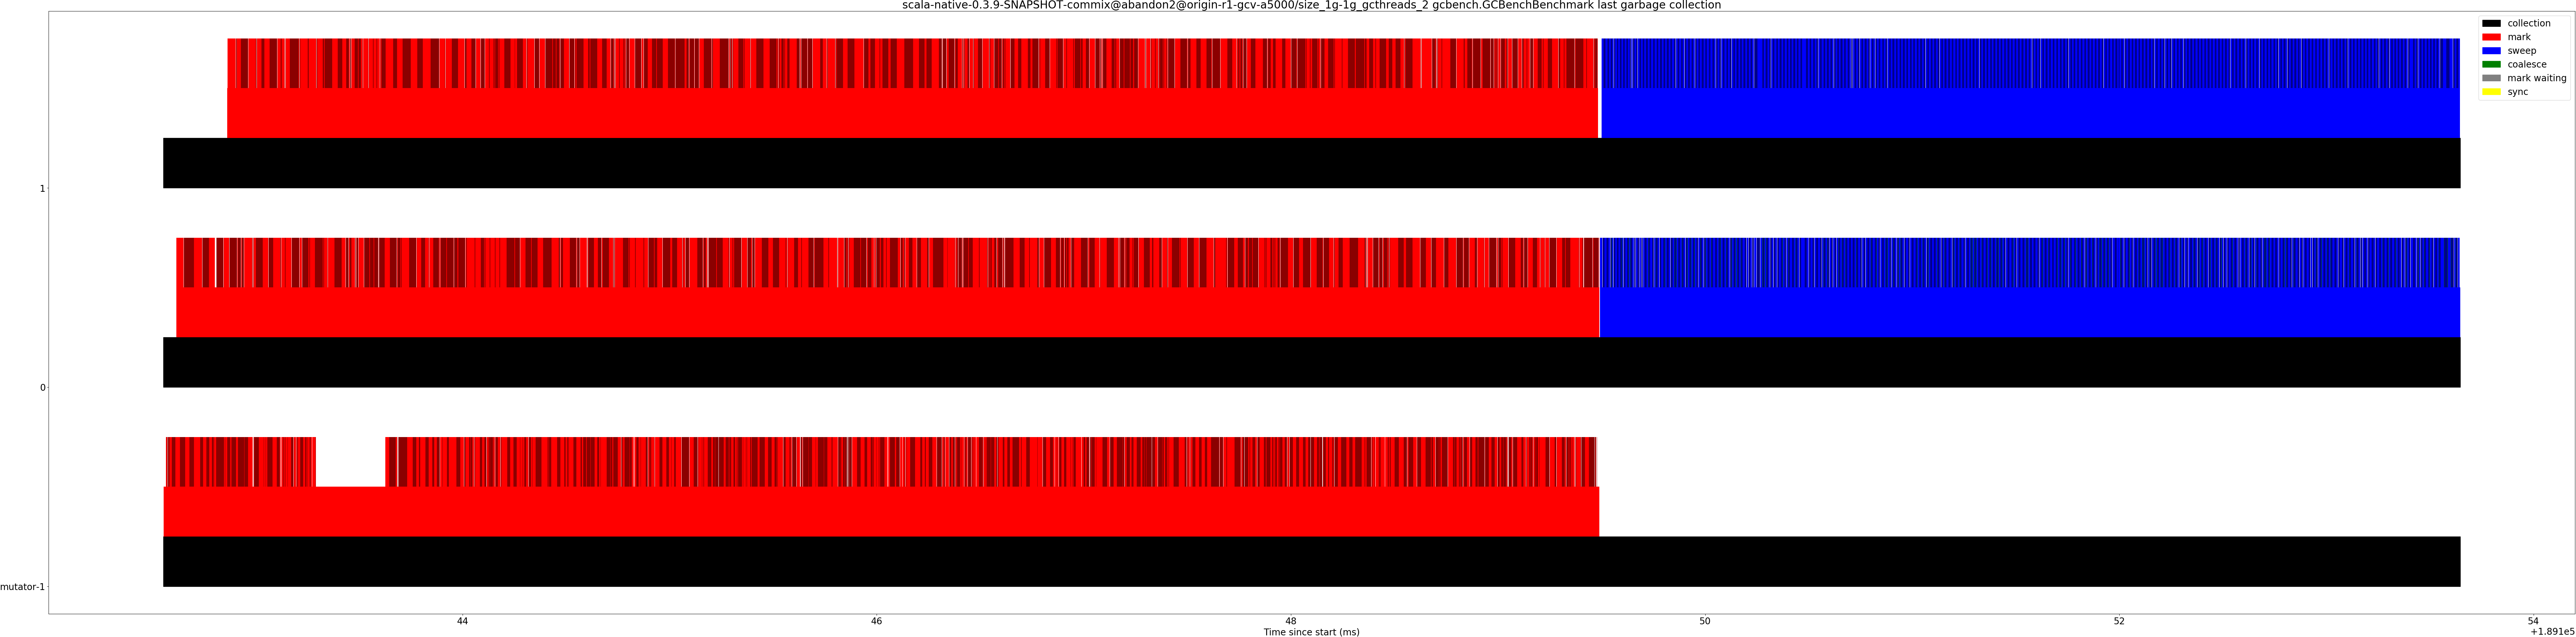 scala-native-0.3.9-SNAPSHOT-commix@abandon2@origin-r1-gcv-a5000/size_1g-1g_gcthreads_2 gcbench.GCBenchBenchmark last garbage collection
collection
mark
sweep
coalesce
mark waiting
sync
1
0
mutator-1
44
46
48
50
52
54
Time since start (ms)
+1.891e5